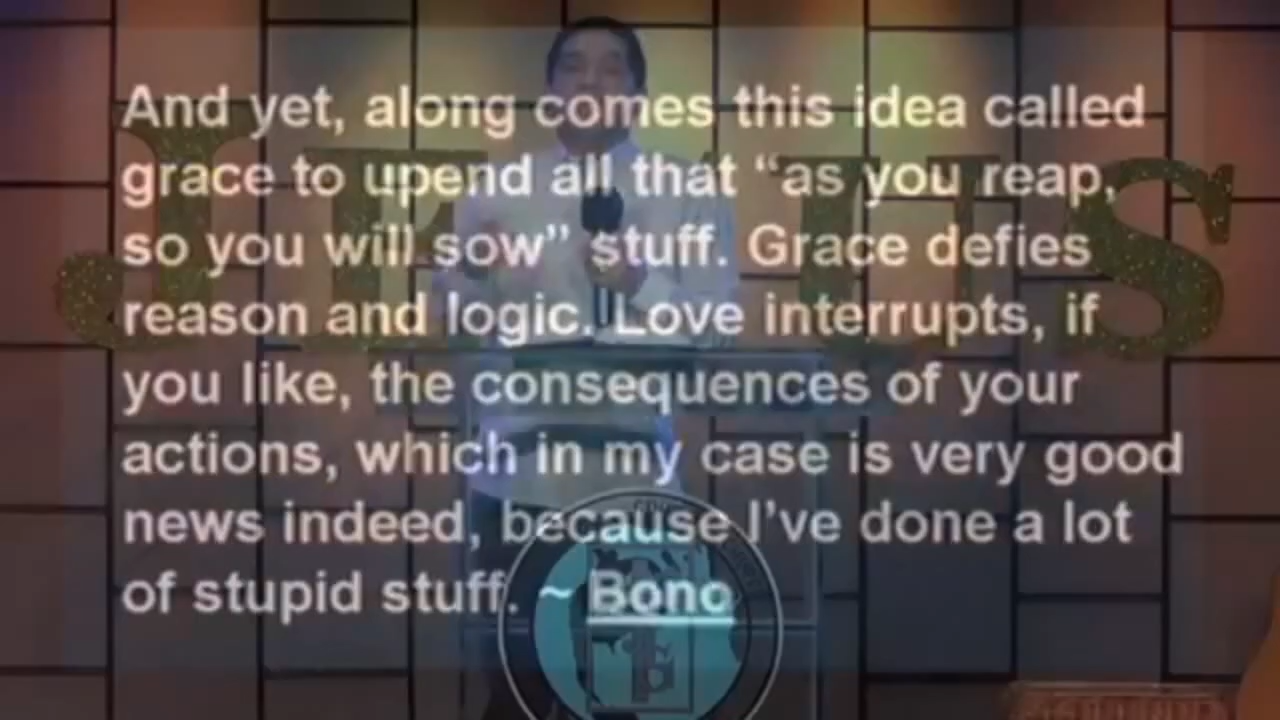 And yet, along comes this idea called
grace to upend all that “as you reap,
so you will sow” stuff. Grace defies
reason and logic. Love interrupts, if
you like, the consequences of your
actions, which in my case is very good
news indeed, because I’ve done a lot
of stupid stuff. ~ Bono
JESUS